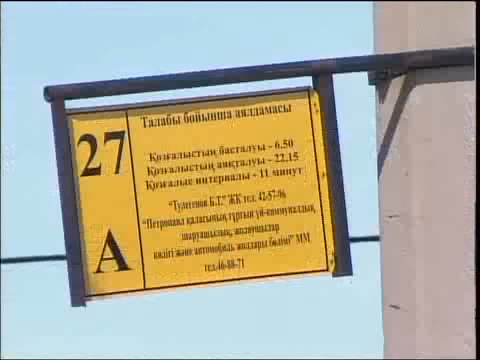 27
А
Талабы бойынша аялдамасы
Қозғалыстың басталуы - 6.50
Қозғалыстың аяқталуы - 22.15
Қозғалыс интервалы - 11 минут
"Тулегенов Б.Т." ЖК тел. 42-57-96
"Петропавл қаласының тұрғын үй-коммуналдық
шаруашылық, жолаушылар
көлігі және автомобиль жолдары бөлімі" ММ
тел.46-88-71